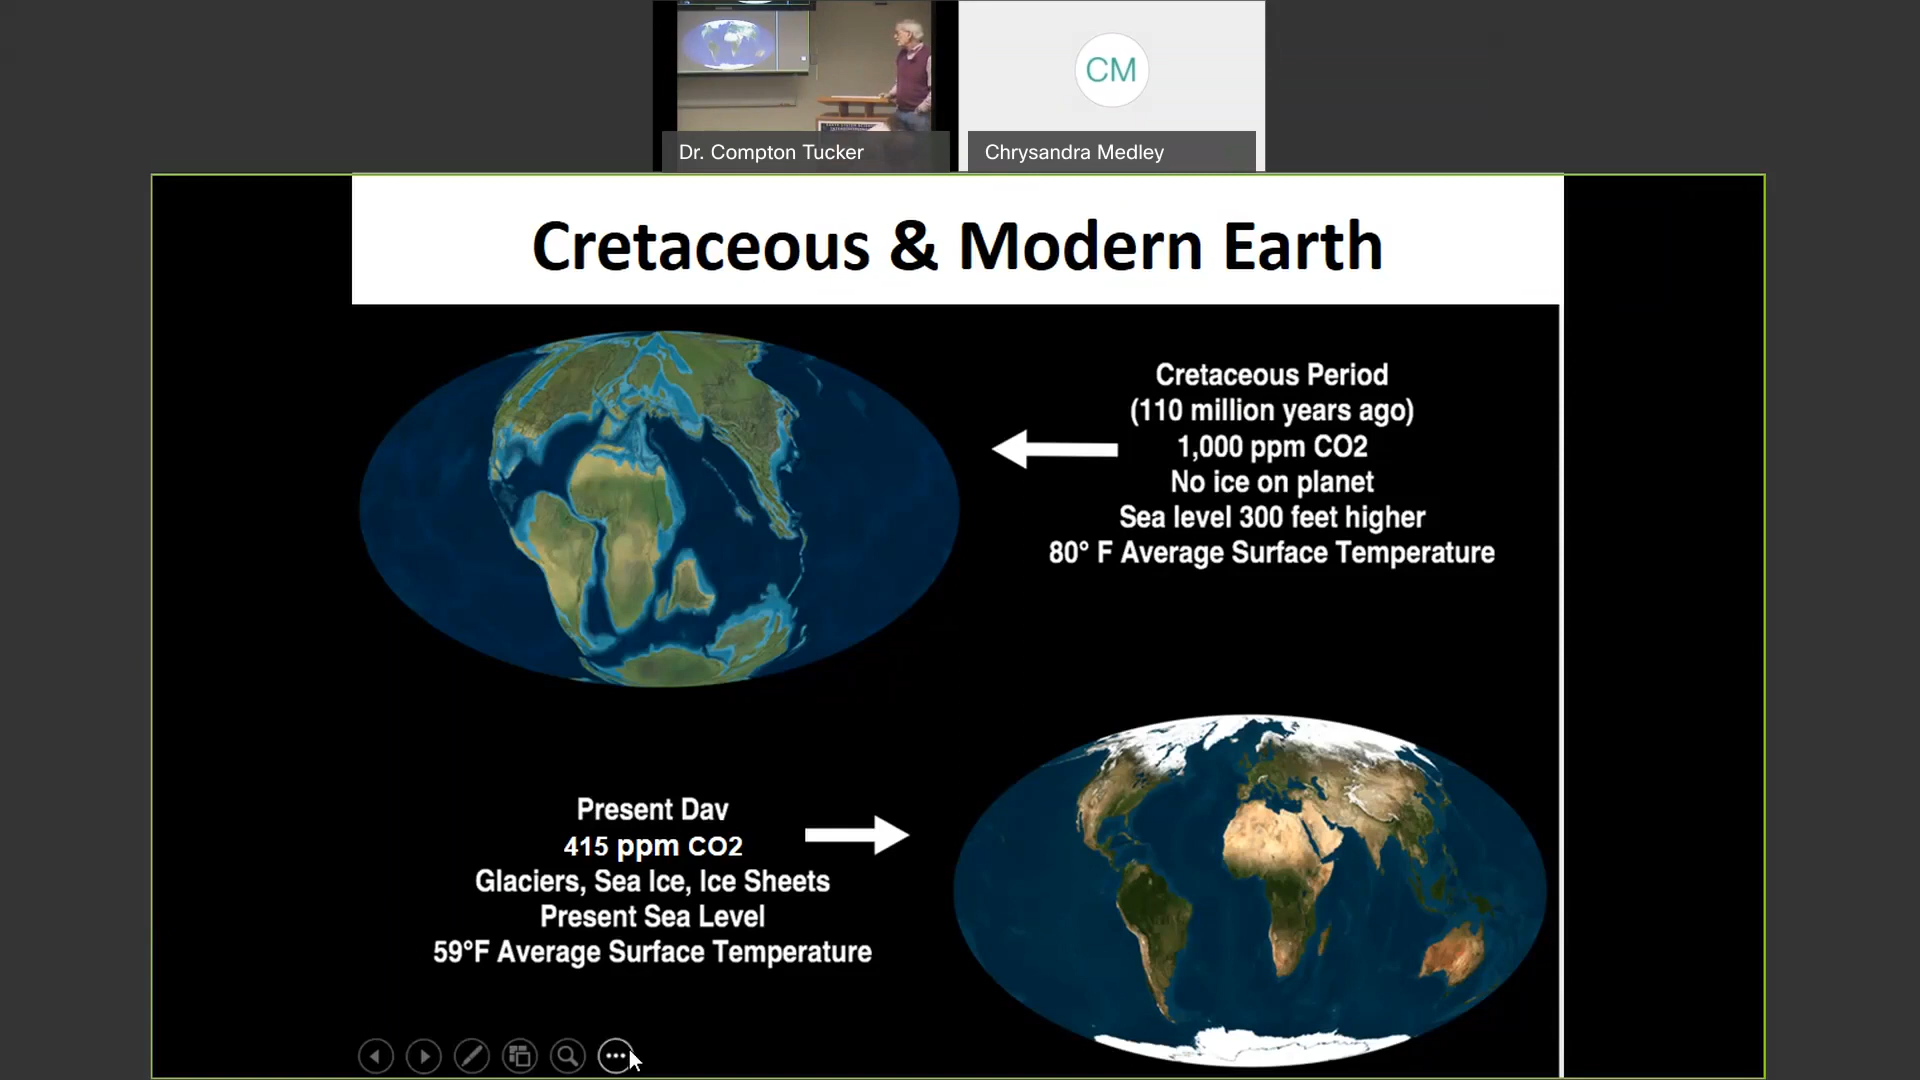 CM
Dr. Compton Tucker
Chrysandra Medley
Cretaceous & Modern Earth
Cretaceous Period
(110 million years ago)
1,000 ppm CO2
No ice on planet
Sea level 300 feet higher
80° F Average Surface Temperature
Present Day
415 ppm CO2
Glaciers, Sea Ice, Ice Sheets
Present Sea Level
59°F Average Surface Temperature